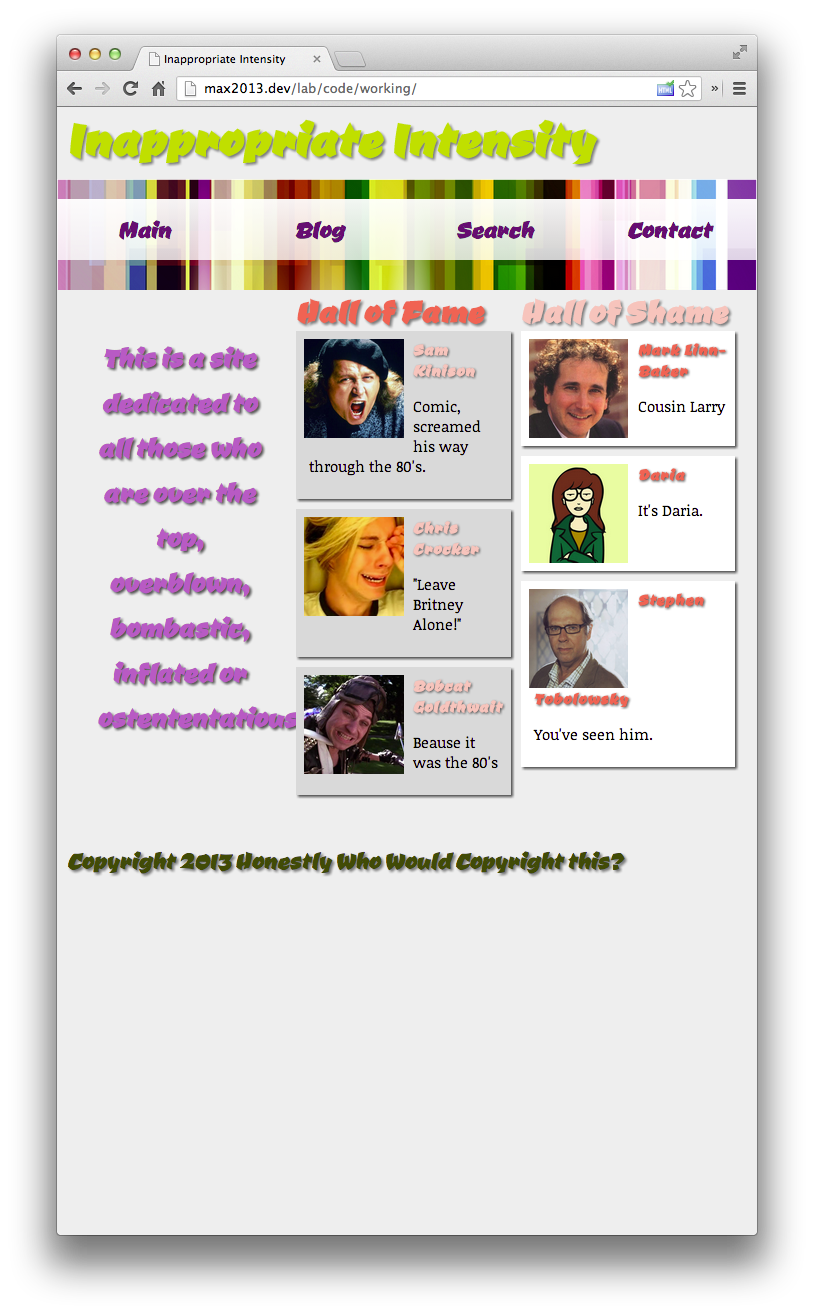 Inappropriate Intensity
max2013.dev/lab/code/working/
HTML
»
Inappropriate Intensity
Main
Blog
Search
Contact
This is a site
dedicated to
all those who
are over the
top,
overblown,
bombastic,
inflated or
ostententatious
Hall of Fame
Sam
Kinison
Comic,
screamed
his way
through the 80's.
Chris
Crocker
"Leave
Britney
Alone!"
Bobcat
Goldthwait
Beause it
was the 80's
Hall of Shame
Mark Linn-
Baker
Cousin Larry
Daria
It's Daria.
Stephen
Tobolowsky
You've seen him.
Copyright 2013 Honestly Who Would Copyright this?